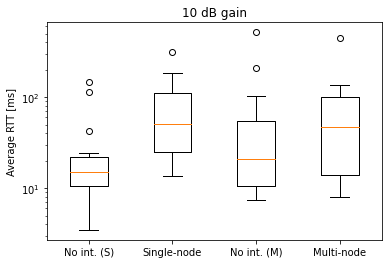 10 dB gain
Average RTT [ms]
10²
10¹
No int. (S) Single-node No int. (M) Multi-node